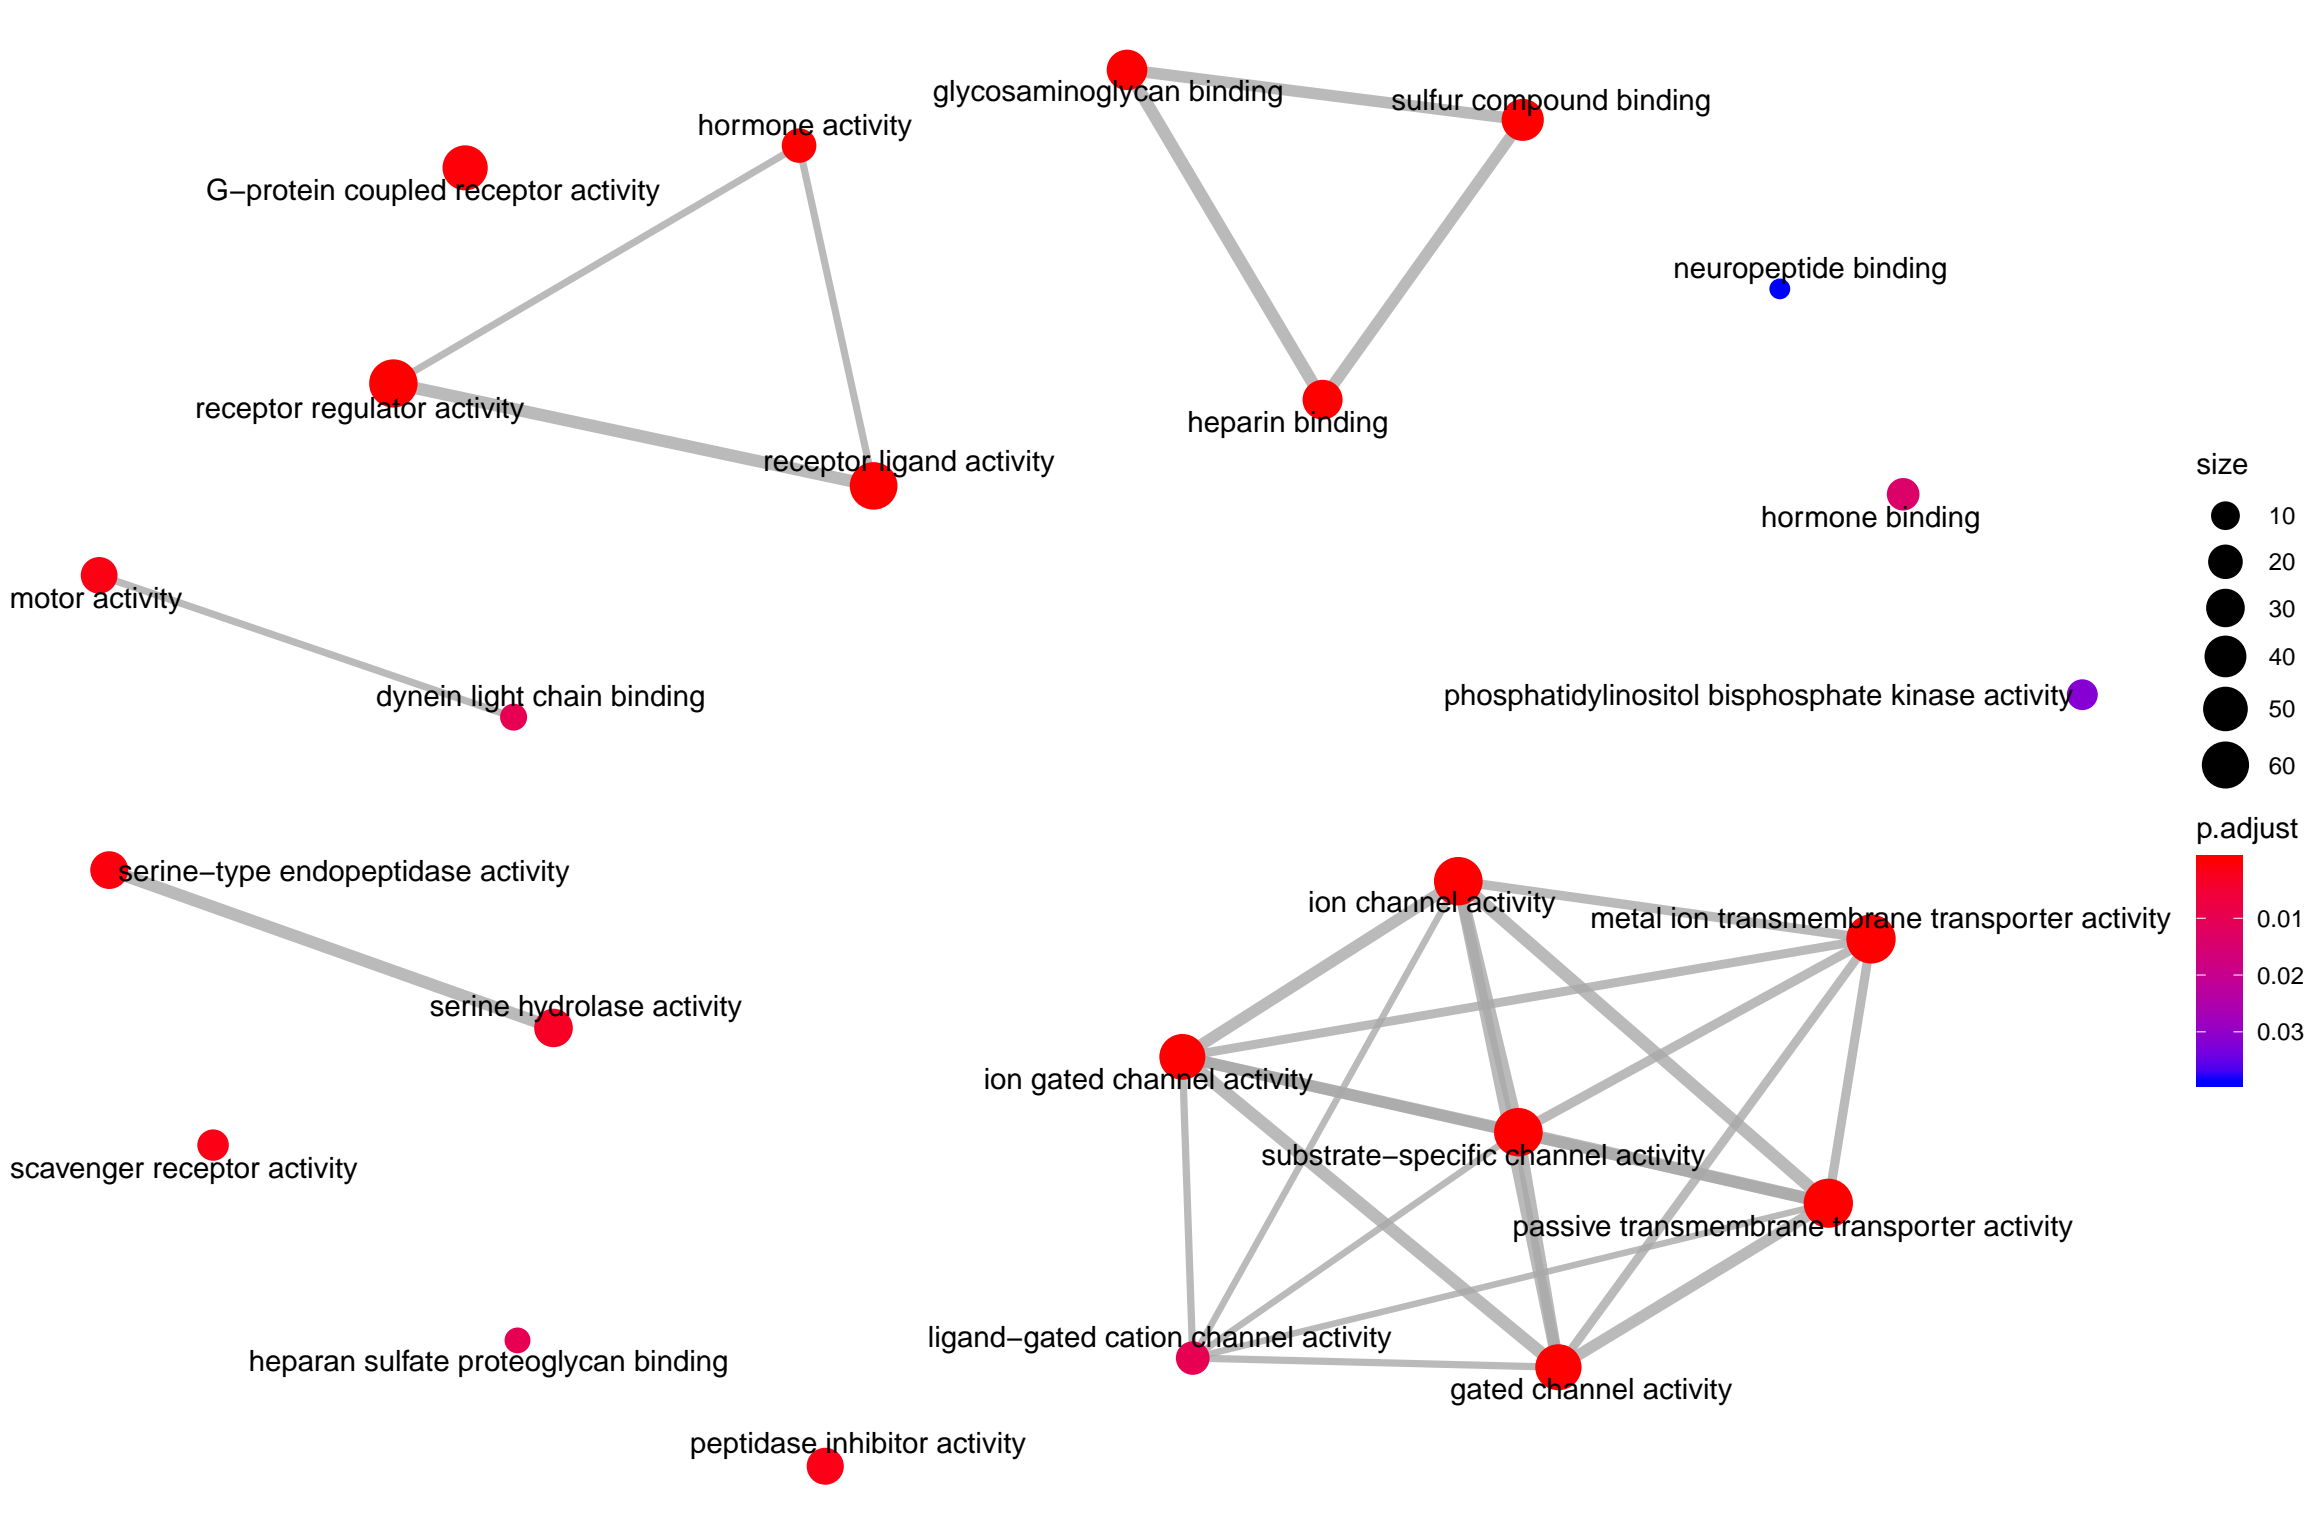 glycosaminoglycan binding
sulfur compound binding
hormone activity
G−protein coupled receptor activity
neuropeptide binding
receptor regulator activity
heparin binding
receptor ligand activity
hormone binding
motor activity
dynein light chain binding
phosphatidylinositol bisphosphate kinase activity
serine−type endopeptidase activity
ion channel activity
metal ion transmembrane transporter activity
serine hydrolase activity
ion gated channel activity
substrate−specific channel activity
scavenger receptor activity
passive transmembrane transporter activity
ligand−gated cation channel activity
heparan sulfate proteoglycan binding
gated channel activity
peptidase inhibitor activity
size
10
20
30
40
50
60
p.adjust
0.01
0.02
0.03